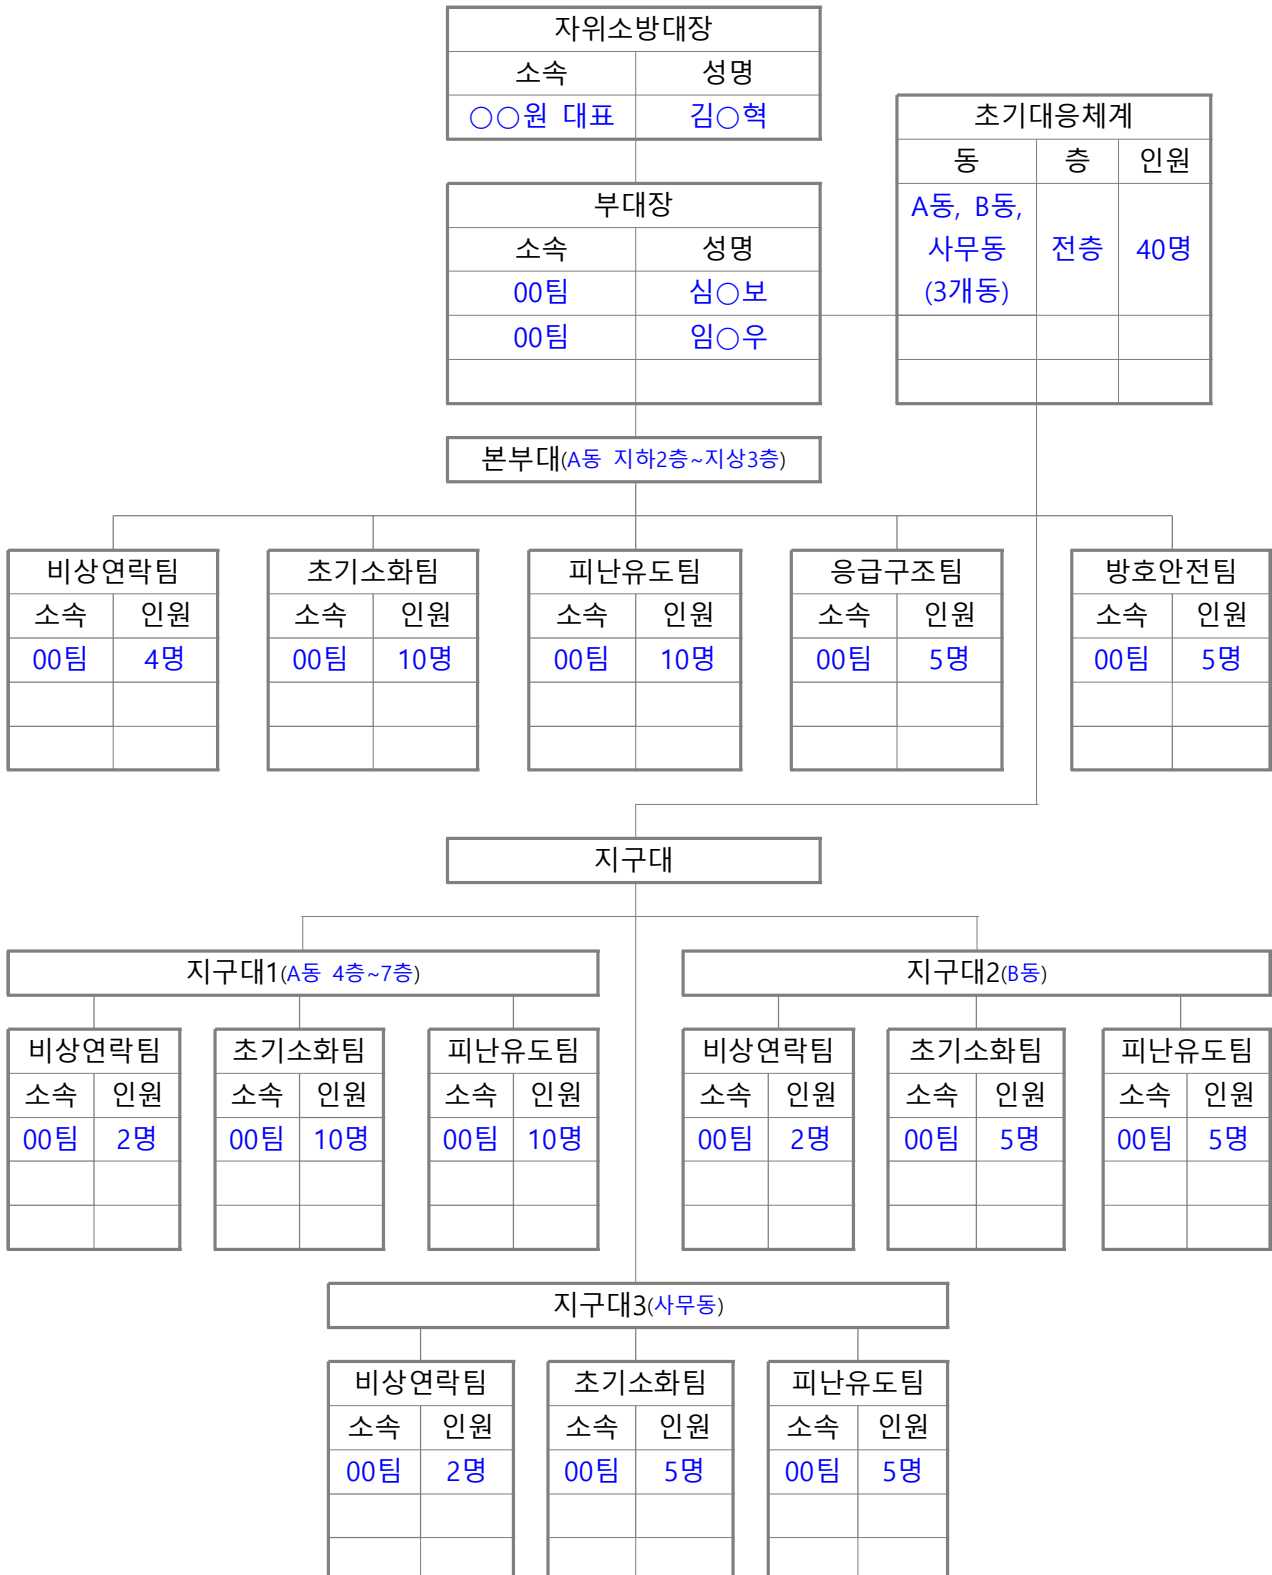 자위소방대장
소속 성명
○○원 대표 김○혁
초기대응체계
동 층 인원
A동, B동,
사무동
(3개동)
전층 40명
부대장
소속 성명
00팀 심○보
00팀 임○우
본부대(A동 지하2층~지상3층)
비상연락팀 초기소화팀 피난유도팀 응급구조팀 방호안전팀
소속 인원 소속 인원 소속 인원 소속 인원 소속 인원
00팀 4명 00팀 10명 00팀 10명 00팀 5명 00팀 5명
지구대
지구대1(A동 4층~7층) 지구대2(B동)
비상연락팀 초기소화팀 피난유도팀 비상연락팀 초기소화팀 피난유도팀
소속 인원 소속 인원 소속 인원 소속 인원 소속 인원 소속 인원
00팀 2명 00팀 10명 00팀 10명 00팀 2명 00팀 5명 00팀 5명
지구대3(사무동)
비상연락팀 초기소화팀 피난유도팀
소속 인원 소속 인원 소속 인원
00팀 2명 00팀 5명 00팀 5명